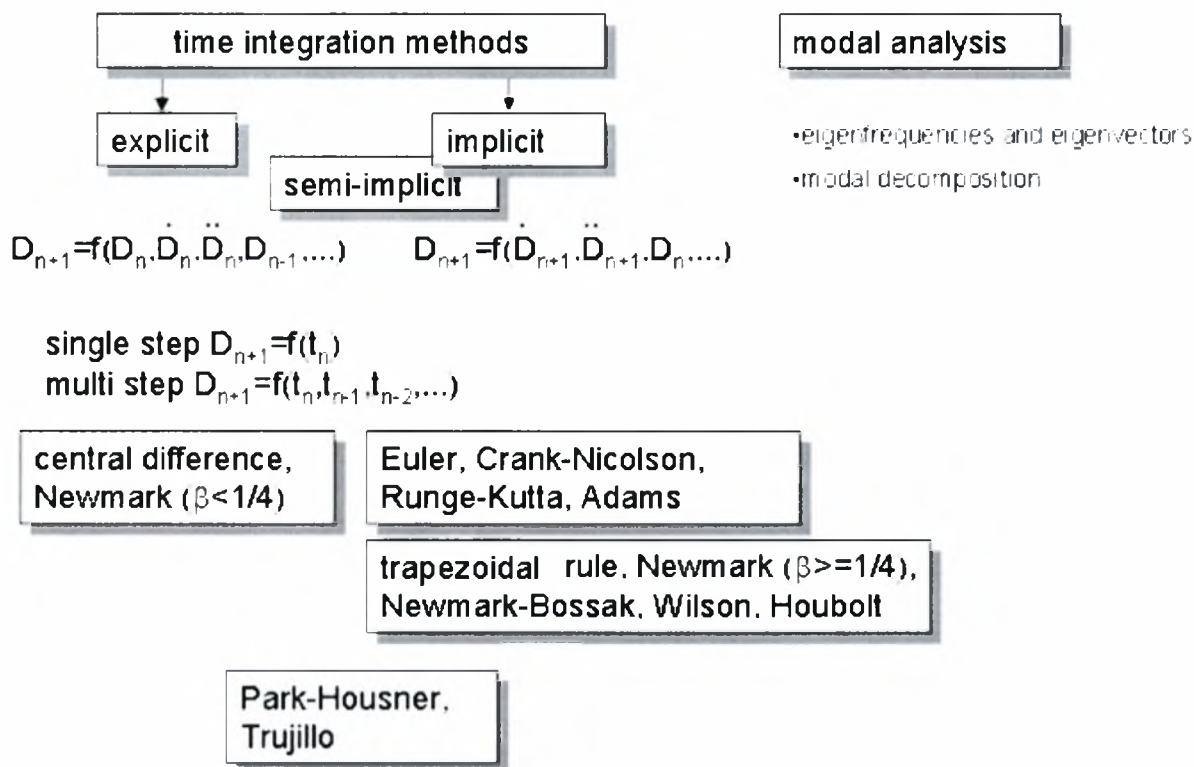 time integration methods
modal analysis
explicit
implicit
semi-implicit
•eigenfrequencies and eigenvectors
•modal decomposition
Dₙ₊₁=f(Dₙ,Ḋₙ,D̈ₙ,Dₙ₋₁,....)
Dₙ₊₁=f(Ḋₙ₊₁,D̈ₙ₊₁,Dₙ,....)
single step Dₙ₊₁=f(tₙ)
multi step Dₙ₊₁=f(tₙ,tₙ₋₁,tₙ₋₂,...)
central difference,
Newmark (β<1/4)
Euler, Crank-Nicolson,
Runge-Kutta, Adams
trapezoidal rule, Newmark (β>=1/4),
Newmark-Bossak, Wilson, Houbolt
Park-Housner,
Trujillo